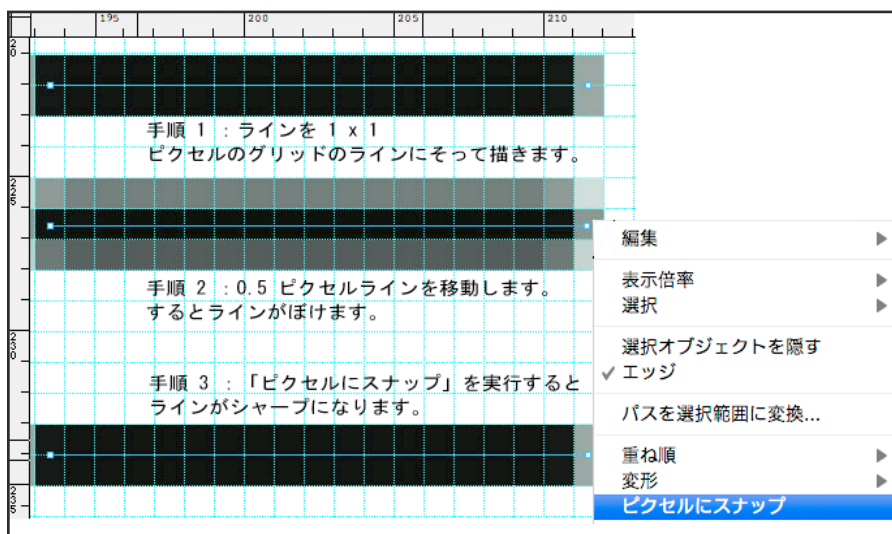 195 200 205 210
20
手順 1 : ラインを 1 x 1
ピクセルのグリッドのラインにそって描きます。
225
手順 2 :0.5 ピクセルラインを移動します。
するとラインがぼけます。
230
手順 3 : 「ピクセルにスナップ」を実行すると
ラインがシャープになります。
235
編集
表示倍率
選択
選択オブジェクトを隠す
エッジ
パスを選択範囲に変換...
重ね順
変形
ピクセルにスナップ